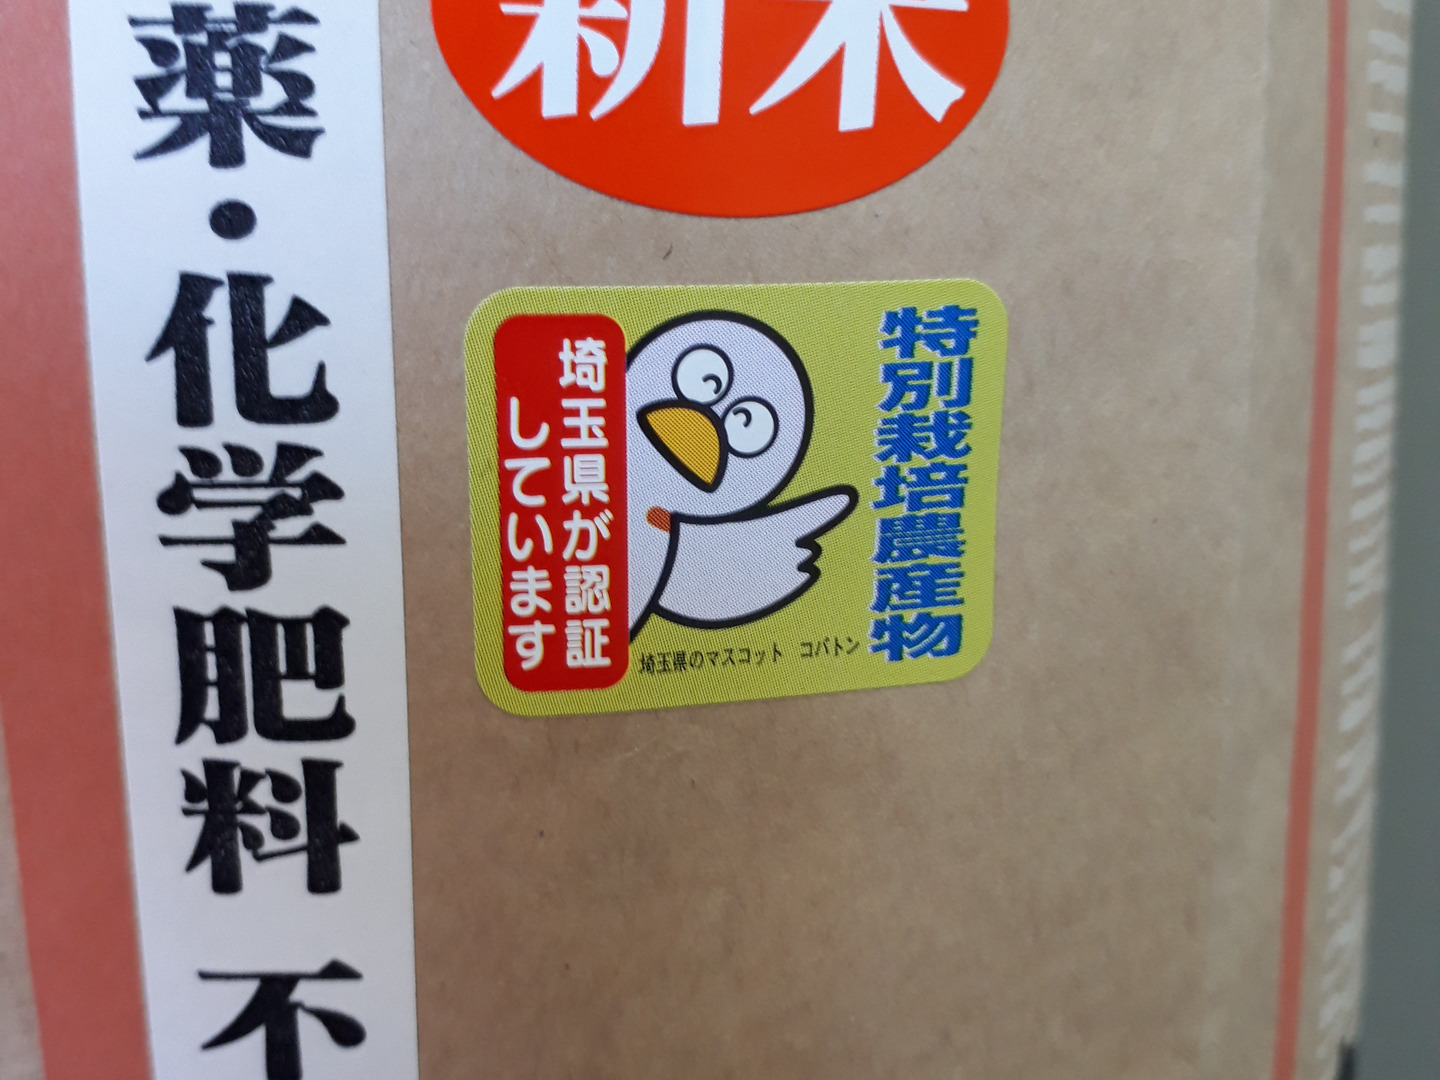 新米
薬・化学肥料 不
特別栽培農産物
埼玉県が認証
しています
埼玉県のマスコット コバトン